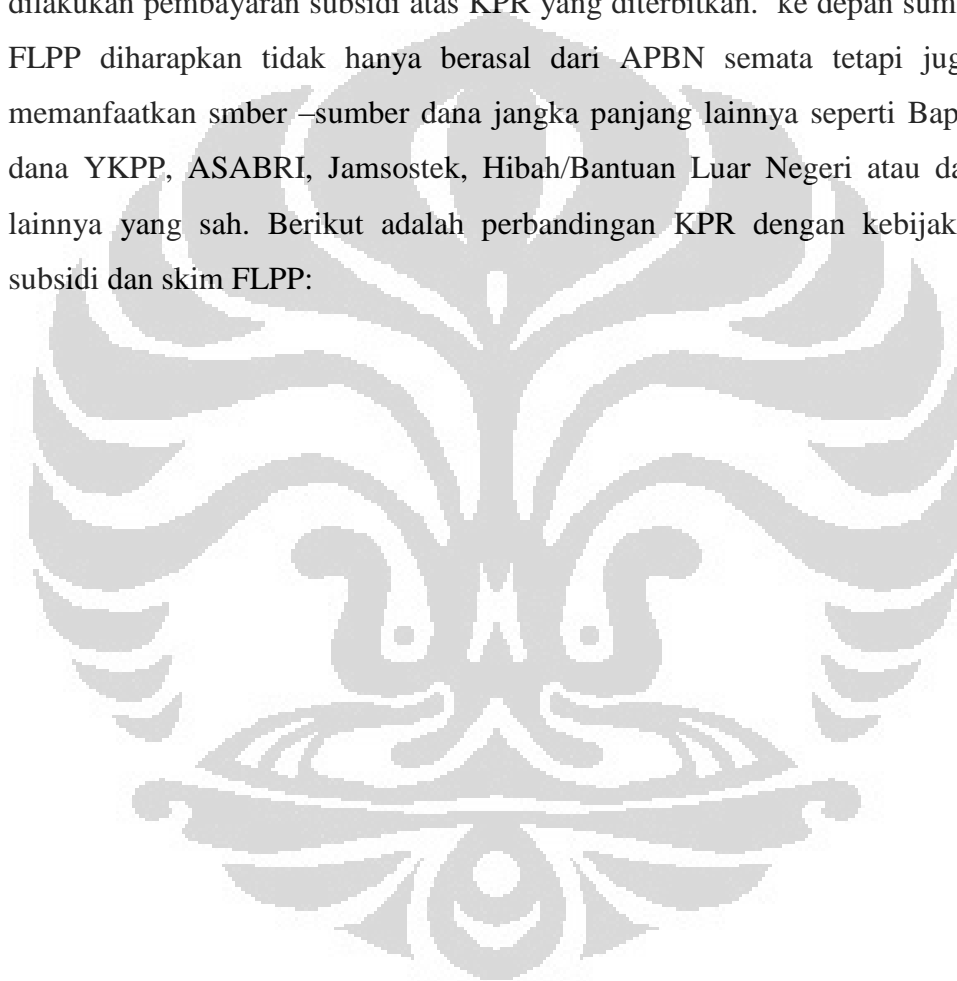 dilakukan pembayaran subsidi atas KPR yang diterbitkan. ke depan sum
FLPP diharapkan tidak hanya berasal dari APBN semata tetapi jug
memanfaatkan smber –sumber dana jangka panjang lainnya seperti Bap
dana YKPP, ASABRI, Jamsostek, Hibah/Bantuan Luar Negeri atau da
lainnya yang sah. Berikut adalah perbandingan KPR dengan kebijak
subsidi dan skim FLPP: